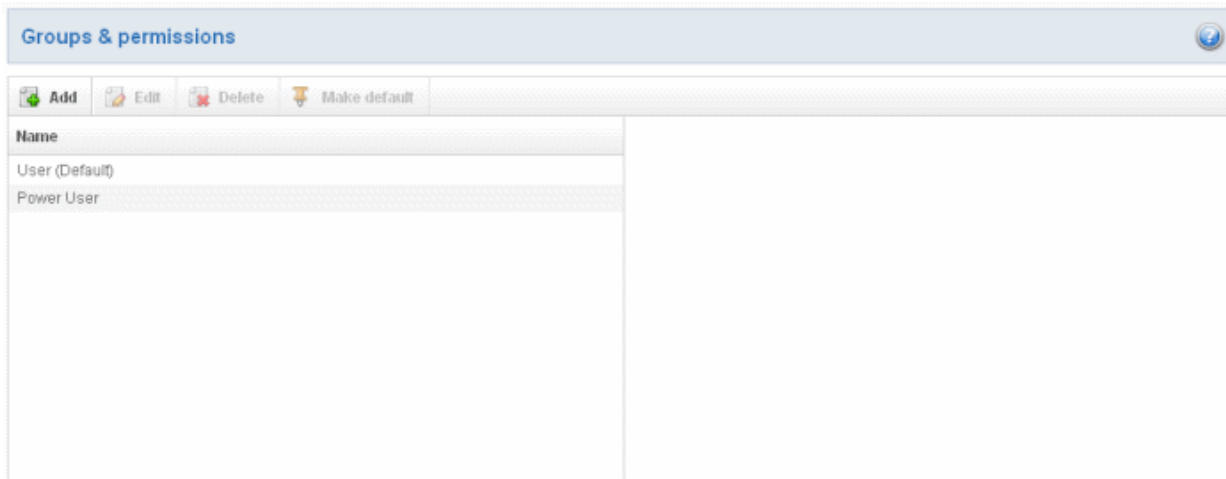 Groups & permissions
Add Edit Delete Make default
Name
User (Default)
Power User